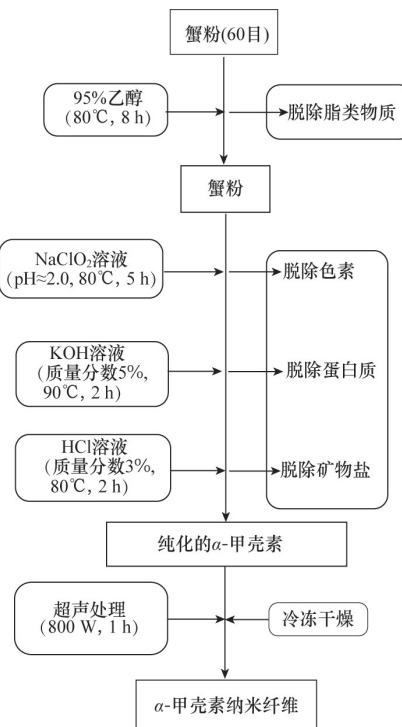 蟹粉(60目)
95%乙醇
(80℃, 8 h)
脱除脂类物质
蟹粉
NaClO₂溶液
(pH≈2.0, 80℃, 5 h)
脱除色素
KOH溶液
(质量分数5%,
90℃, 2 h)
脱除蛋白质
HCl溶液
(质量分数3%,
80℃, 2 h)
脱除矿物盐
纯化的α-甲壳素
超声处理
(800 W, 1 h)
冷冻干燥
α-甲壳素纳米纤维